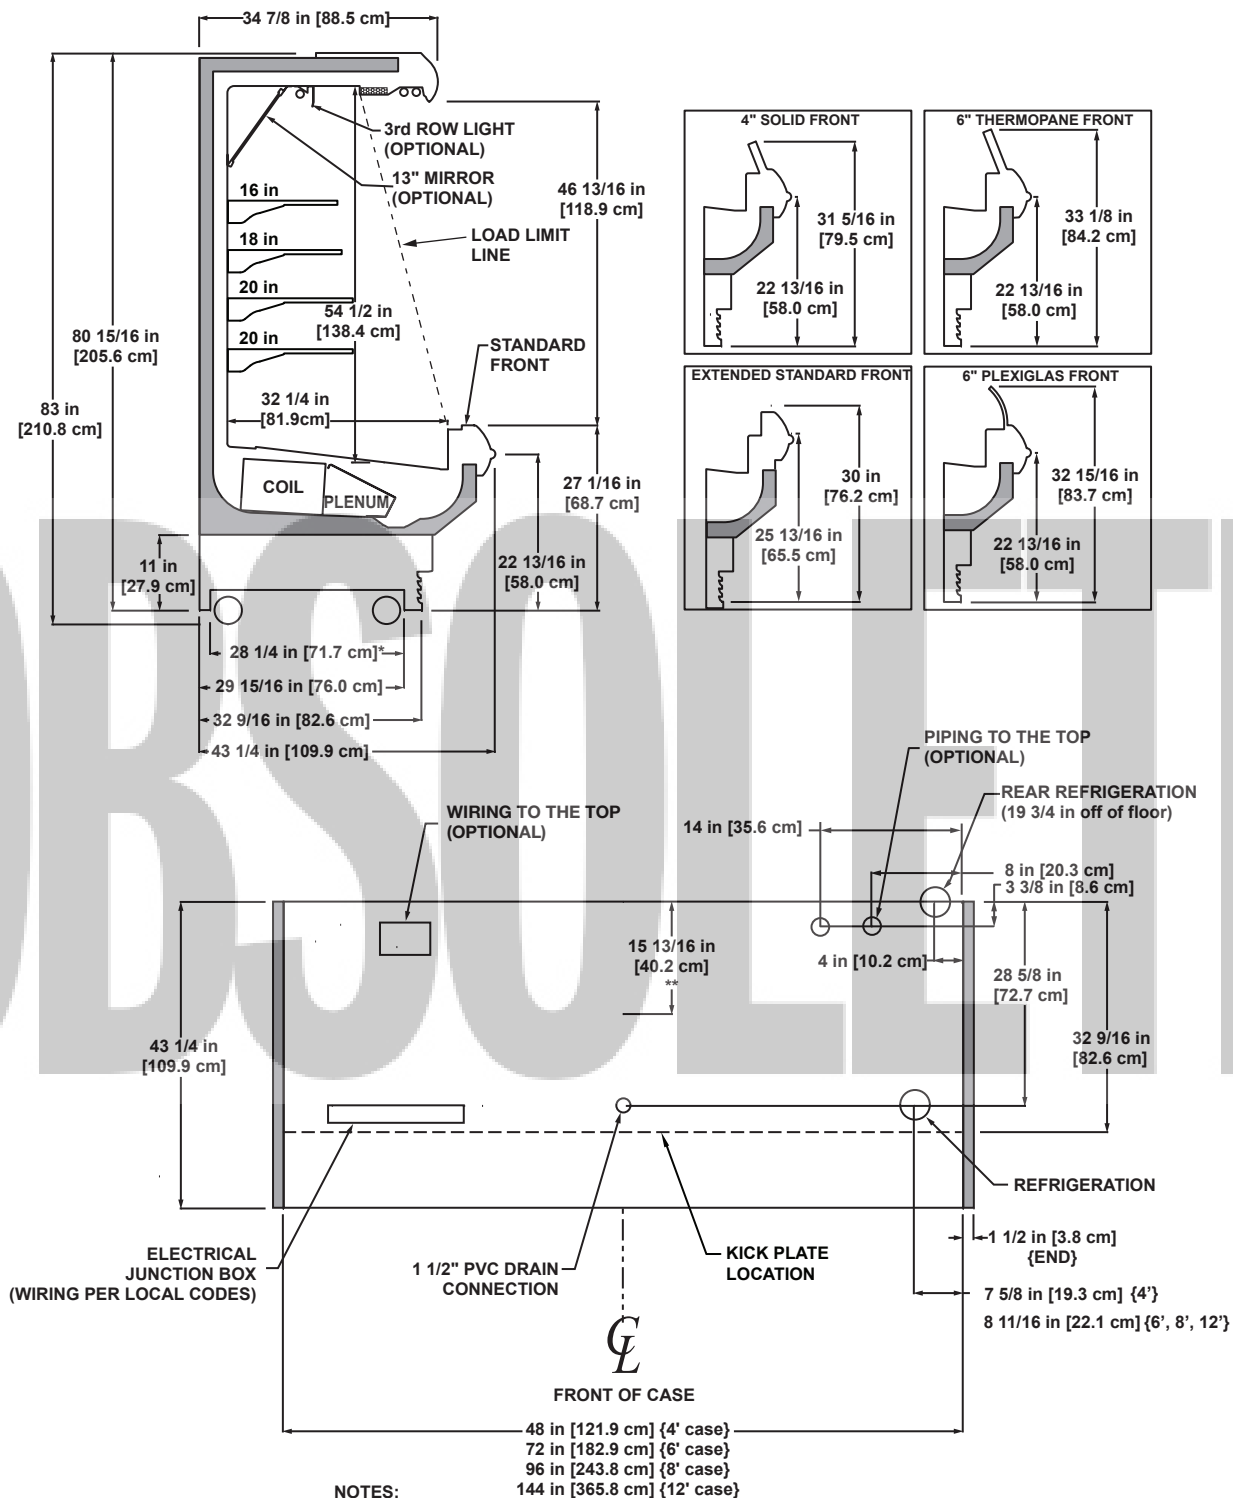 34 7/8 in [88.5 cm]
3rd ROW LIGHT
(OPTIONAL)
13" MIRROR
(OPTIONAL)
16 in
18 in
20 in
20 in
LOAD LIMIT
LINE
46 13/16 in
[118.9 cm]
54 1/2 in
[138.4 cm]
80 15/16 in
[205.6 cm]
83 in
[210.8 cm]
STANDARD
FRONT
32 1/4 in
[81.9cm]
COIL
PLENUM
27 1/16 in
[68.7 cm]
22 13/16 in
[58.0 cm]
11 in
[27.9 cm]
28 1/4 in [71.7 cm]*
29 15/16 in [76.0 cm]
32 9/16 in [82.6 cm]
43 1/4 in [109.9 cm]
4" SOLID FRONT
31 5/16 in
[79.5 cm]
22 13/16 in
[58.0 cm]
6" THERMOPANE FRONT
33 1/8 in
[84.2 cm]
22 13/16 in
[58.0 cm]
EXTENDED STANDARD FRONT
30 in
[76.2 cm]
25 13/16 in
[65.5 cm]
6" PLEXIGLAS FRONT
32 15/16 in
[83.7 cm]
22 13/16 in
[58.0 cm]
OBSOLETE
PIPING TO THE TOP
(OPTIONAL)
REAR REFRIGERATION
(19 3/4 in off of floor)
WIRING TO THE TOP
(OPTIONAL)
14 in [35.6 cm]
8 in [20.3 cm]
3 3/8 in [8.6 cm]
15 13/16 in
[40.2 cm]
**
4 in [10.2 cm]
28 5/8 in
[72.7 cm]
43 1/4 in
[109.9 cm]
32 9/16 in
[82.6 cm]
REFRIGERATION
ELECTRICAL
JUNCTION BOX
(WIRING PER LOCAL CODES)
1 1/2" PVC DRAIN
CONNECTION
KICK PLATE
LOCATION
1 1/2 in [3.8 cm]
{END}
7 5/8 in [19.3 cm] {4’}
8 11/16 in [22.1 cm] {6’, 8’, 12’}
CL
FRONT OF CASE
48 in [121.9 cm] {4' case}
72 in [182.9 cm] {6' case}
96 in [243.8 cm] {8' case}
144 in [365.8 cm] {12' case}
NOTES: